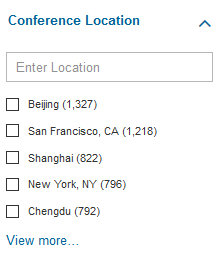 Conference Location
Enter Location
Beijing (1,327)
San Francisco, CA (1,218)
Shanghai (822)
New York, NY (796)
Chengdu (792)
View more...